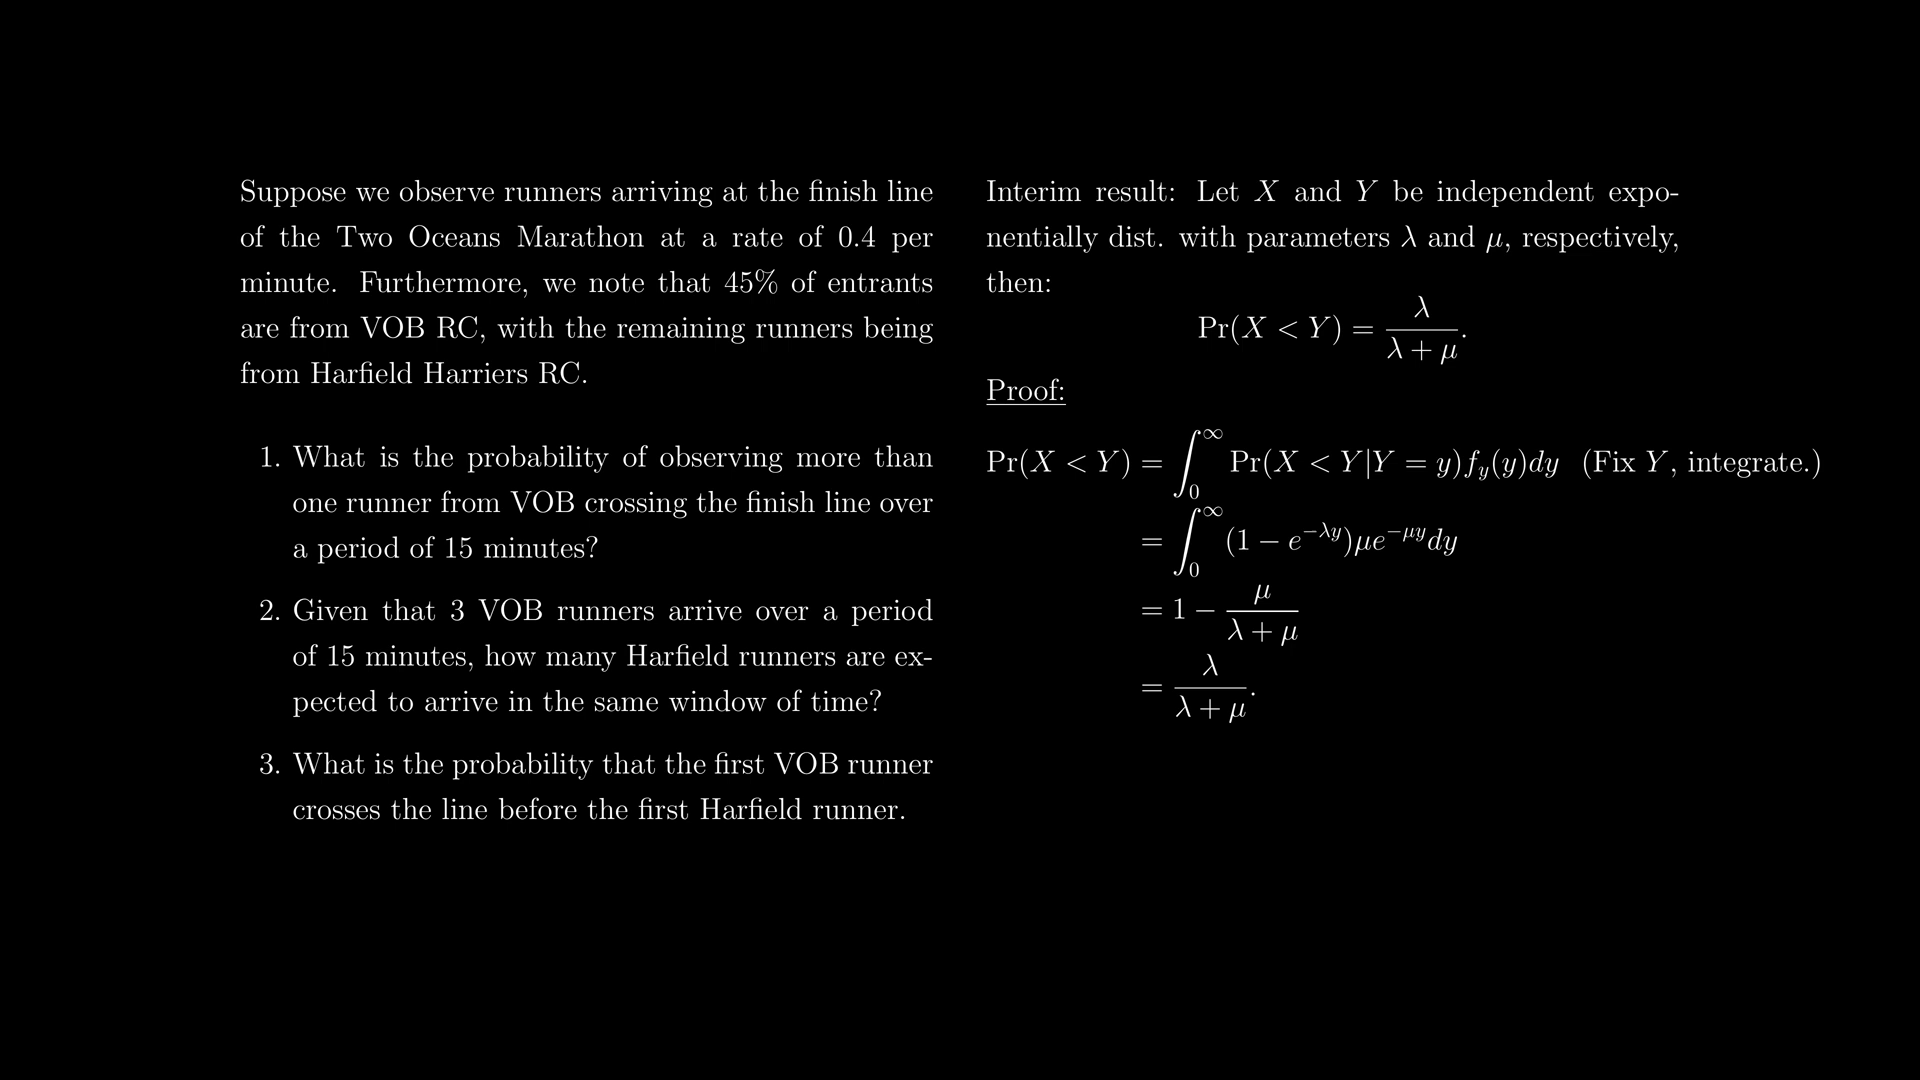 Suppose we observe runners arriving at the finish line
of the Two Oceans Marathon at a rate of 0.4 per
minute. Furthermore, we note that 45% of entrants
are from VOB RC, with the remaining runners being
from Harfield Harriers RC.
1. What is the probability of observing more than
one runner from VOB crossing the finish line over
a period of 15 minutes?
2. Given that 3 VOB runners arrive over a period
of 15 minutes, how many Harfield runners are ex-
pected to arrive in the same window of time?
3. What is the probability that the first VOB runner
crosses the line before the first Harfield runner.
Interim result: Let X and Y be independent expo-
nentially dist. with parameters λ and μ, respectively,
then:
Pr(X < Y) = \frac{λ}{λ + μ}.
Proof:
Pr(X < Y) = ∫_0^∞ Pr(X < Y|Y = y)f_y(y)dy (Fix Y, integrate.)
= ∫_0^∞ (1 − e^{−λy})μe^{−μy}dy
= 1 − \frac{μ}{λ + μ}
= \frac{λ}{λ + μ}.